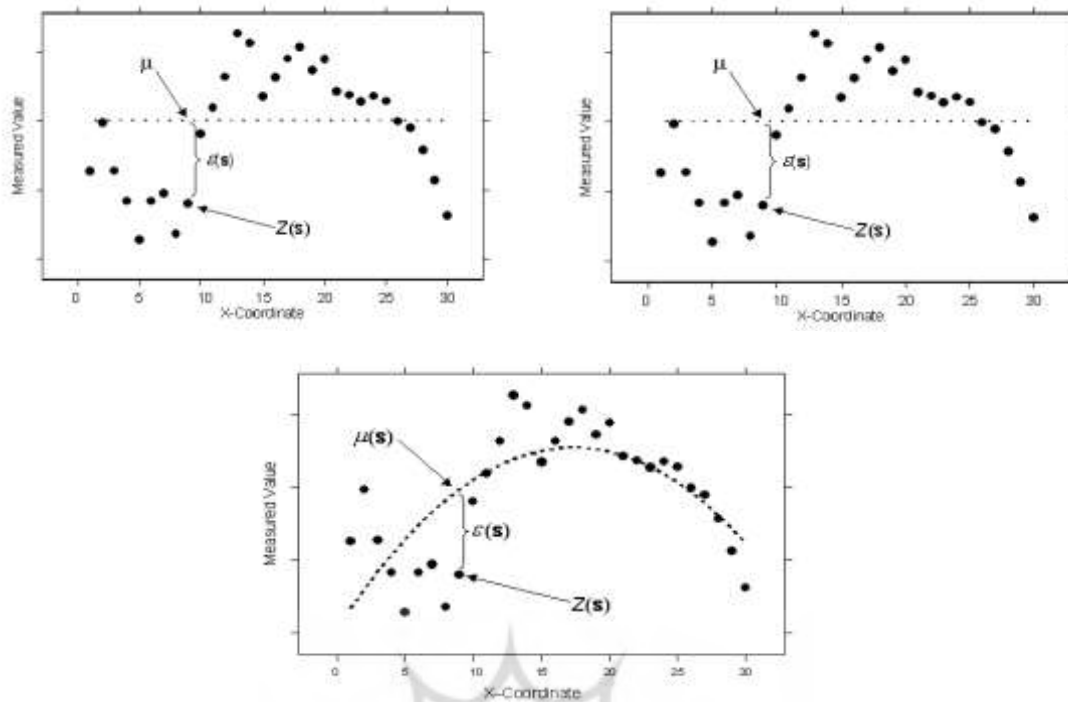 Measured Value
μ
ε(s)
Z(s)
0 5 10 15 20 25 30
X-Coordinate
Measured Value
μ
ε(s)
Z(s)
0 5 10 15 20 25 30
X-Coordinate
Measured Value
μ(s)
ε(s)
Z(s)
0 5 10 15 20 25 30
X-Coordinate